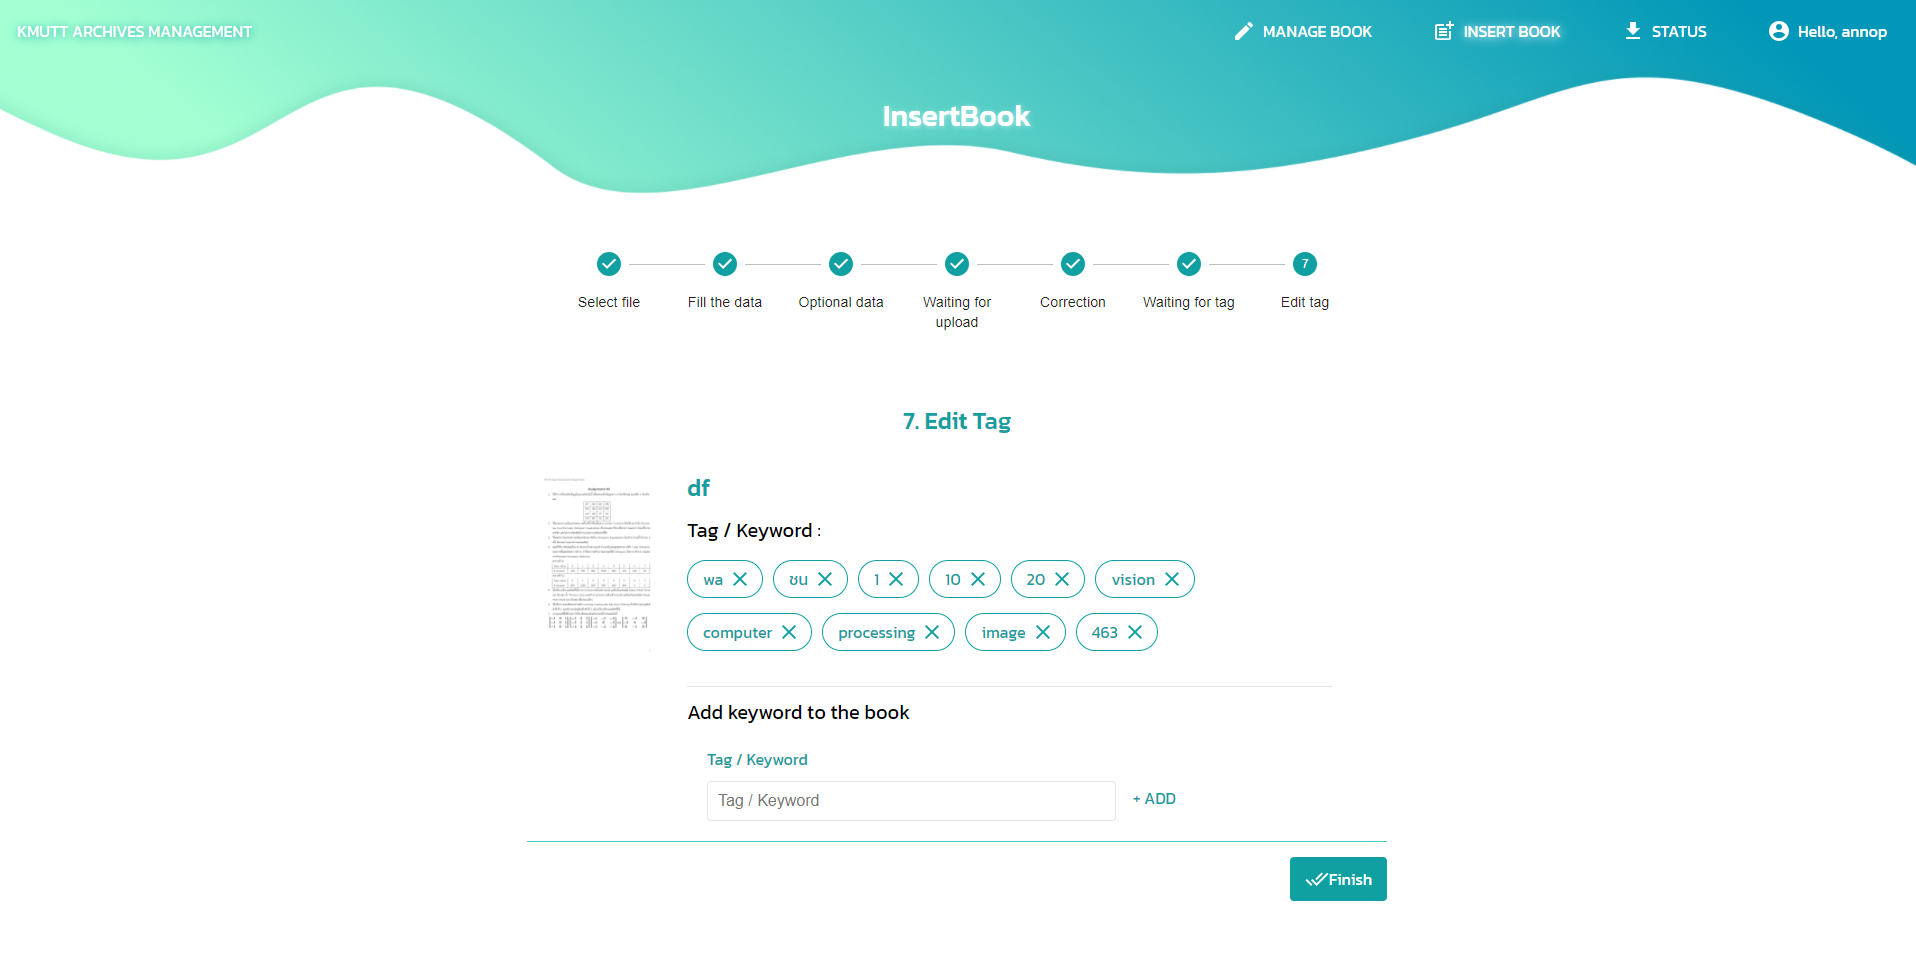 KMUTT ARCHIVES MANAGEMENT
MANAGE BOOK
INSERT BOOK
STATUS
Hello, annop
InsertBook
7
Select file
Fill the data
Optional data
Waiting for
upload
Correction
Waiting for tag
Edit tag
7. Edit Tag
df
Tag / Keyword :
wa
ชน
1
10
20
vision
computer
processing
image
463
Add keyword to the book
Tag / Keyword
Tag / Keyword
+ ADD
Finish